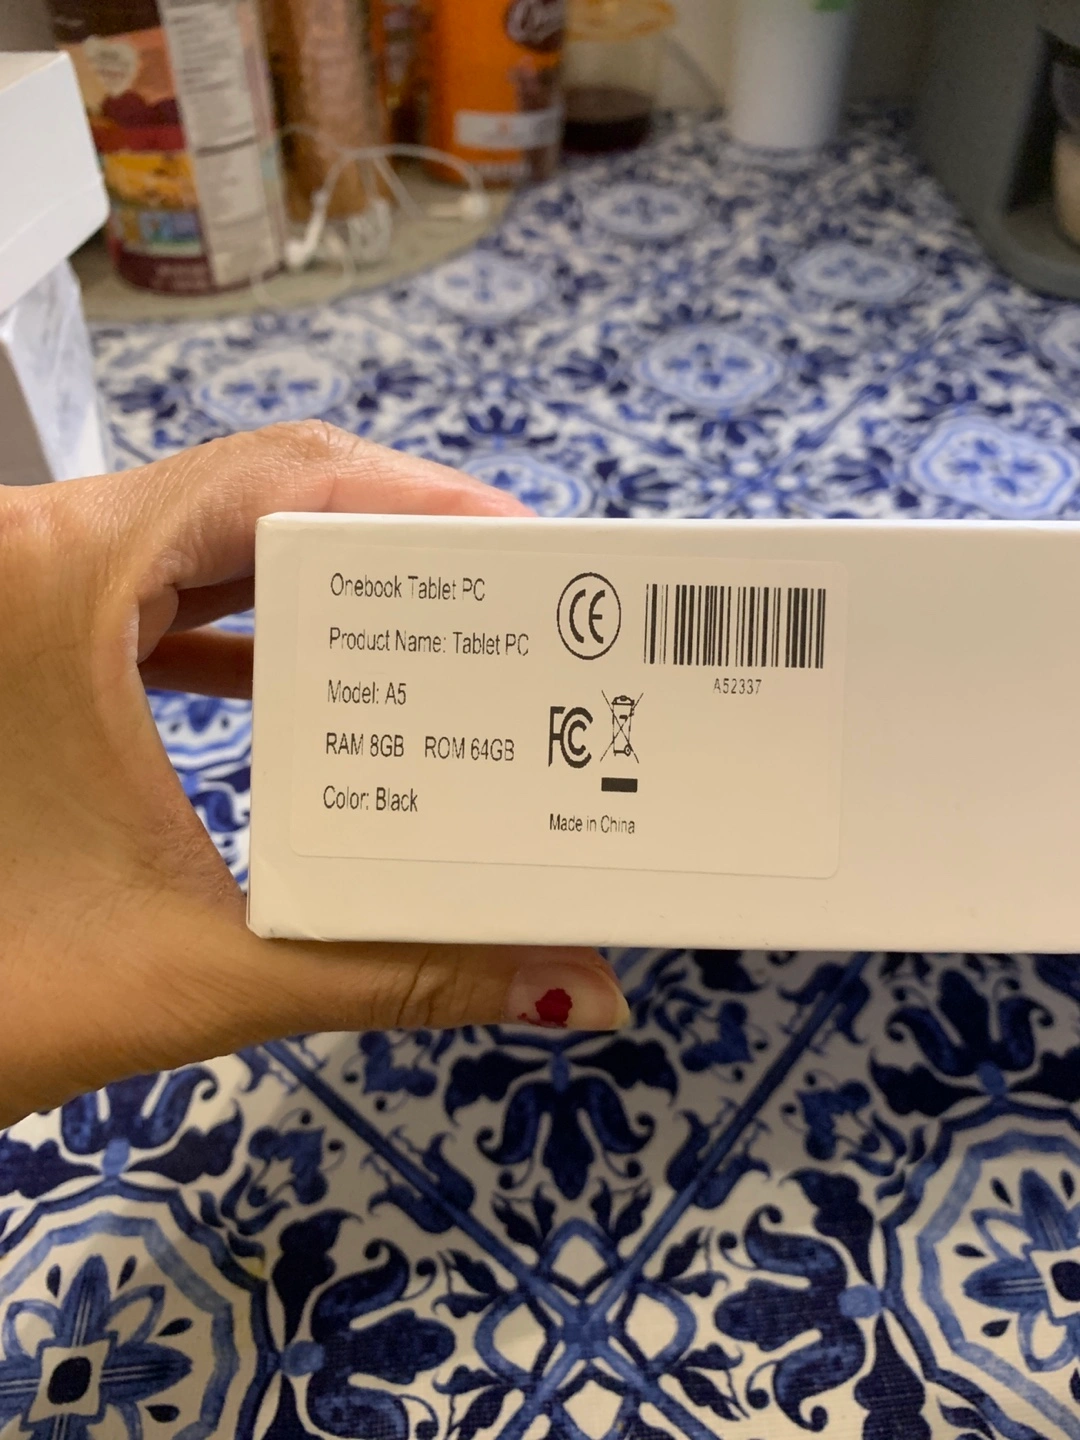 Onebook Tablet PC
Product Name: Tablet PC
Model: A5
RAM 8GB ROM 64GB
Color: Black
CE
A52337
FC
Made in China